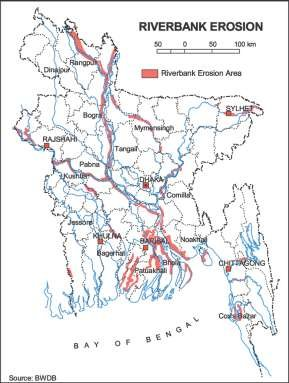 RIVERBANK EROSION
50 0 50 100 km
Riverbank Erosion Area
Rangpur
Dinajpur
Bogra
SYLHET
Mymensingh
RAJSHAHI
Tangail
Pabna
Kushtia
DHAKA
Comilla
Jessore
KHULNA
BARISAL
Noakhali
Bagerhat
Bhola
Patuakhali
CHITTAGONG
Cox's Bazar
BAY OF BENGAL
Source: BWDB